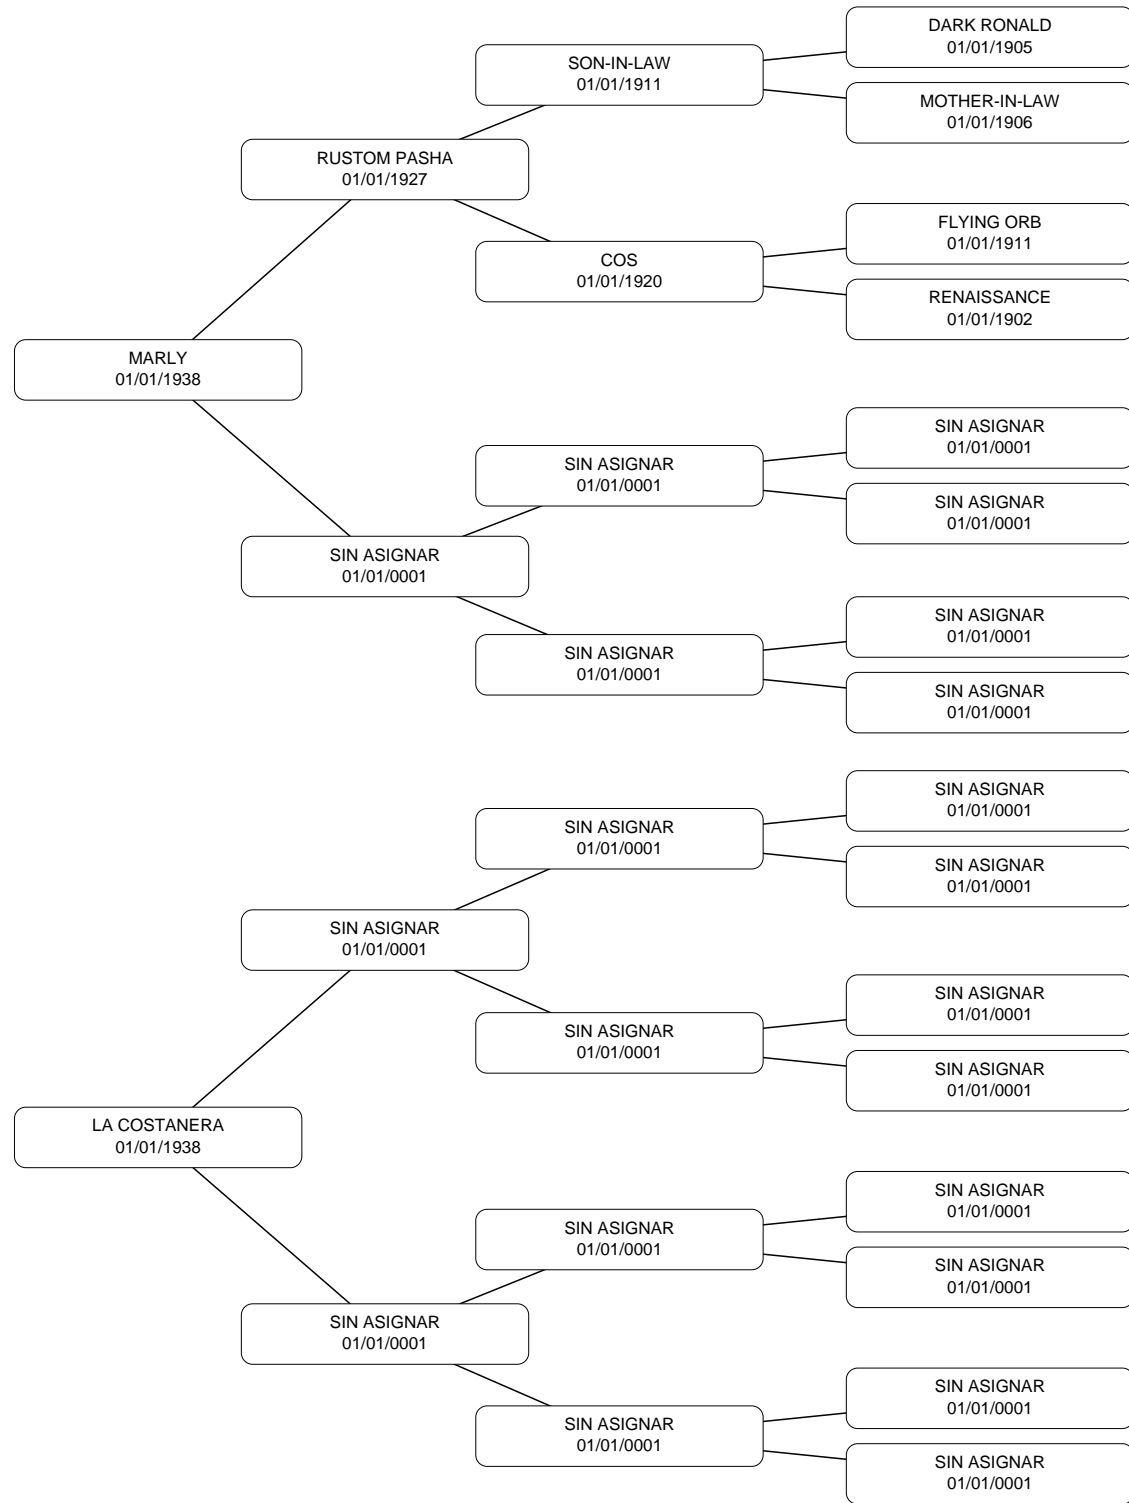 DARK RONALD
01/01/1905
SON-IN-LAW
01/01/1911
MOTHER-IN-LAW
01/01/1906
RUSTOM PASHA
01/01/1927
FLYING ORB
01/01/1911
COS
01/01/1920
RENAISSANCE
01/01/1902
MARLY
01/01/1938
SIN ASIGNAR
01/01/0001
SIN ASIGNAR
01/01/0001
SIN ASIGNAR
01/01/0001
SIN ASIGNAR
01/01/0001
SIN ASIGNAR
01/01/0001
SIN ASIGNAR
01/01/0001
SIN ASIGNAR
01/01/0001
SIN ASIGNAR
01/01/0001
SIN ASIGNAR
01/01/0001
SIN ASIGNAR
01/01/0001
SIN ASIGNAR
01/01/0001
SIN ASIGNAR
01/01/0001
SIN ASIGNAR
01/01/0001
SIN ASIGNAR
01/01/0001
LA COSTANERA
01/01/1938
SIN ASIGNAR
01/01/0001
SIN ASIGNAR
01/01/0001
SIN ASIGNAR
01/01/0001
SIN ASIGNAR
01/01/0001
SIN ASIGNAR
01/01/0001
SIN ASIGNAR
01/01/0001
SIN ASIGNAR
01/01/0001